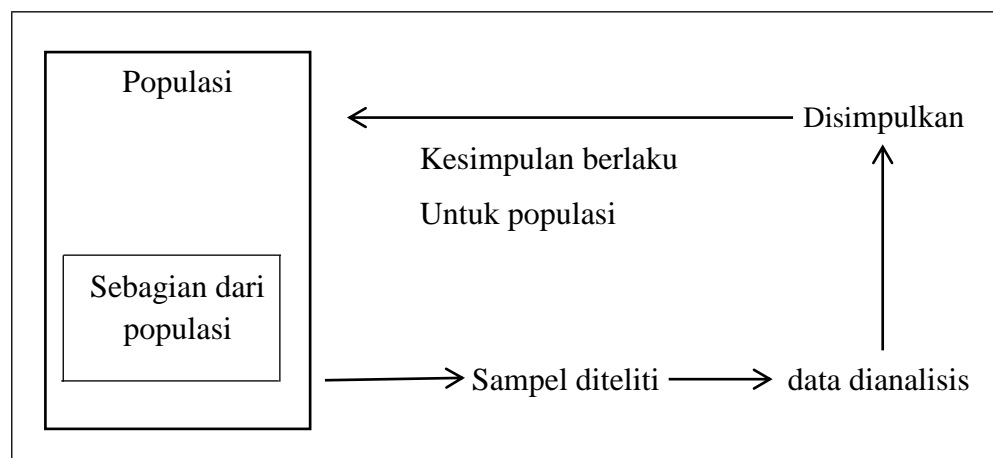 Populasi
Disimpulkan
Kesimpulan berlaku
Untuk populasi
Sebagian dari
populasi
Sampel diteliti
data dianalisis